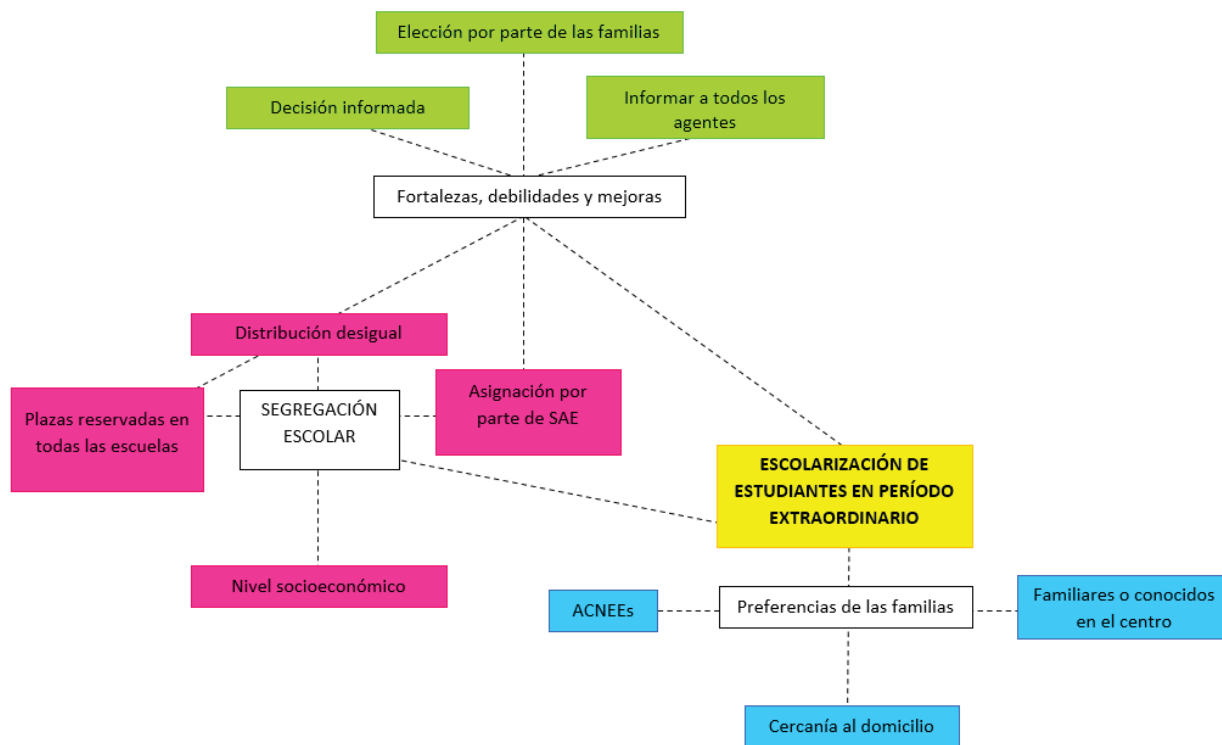 Elección por parte de las familias
Decisión informada
Informar a todos los
agentes
Fortalezas, debilidades y mejoras
Distribución desigual
Plazas reservadas en
todas las escuelas
SEGREGACIÓN
ESCOLAR
Asignación por
parte de SAE
ESCOLARIZACIÓN DE
ESTUDIANTES EN PERÍODO
EXTRAORDINARIO
Nivel socioeconómico
ACNEEs
Preferencias de las familias
Familiares o conocidos
en el centro
Cercanía al domicilio